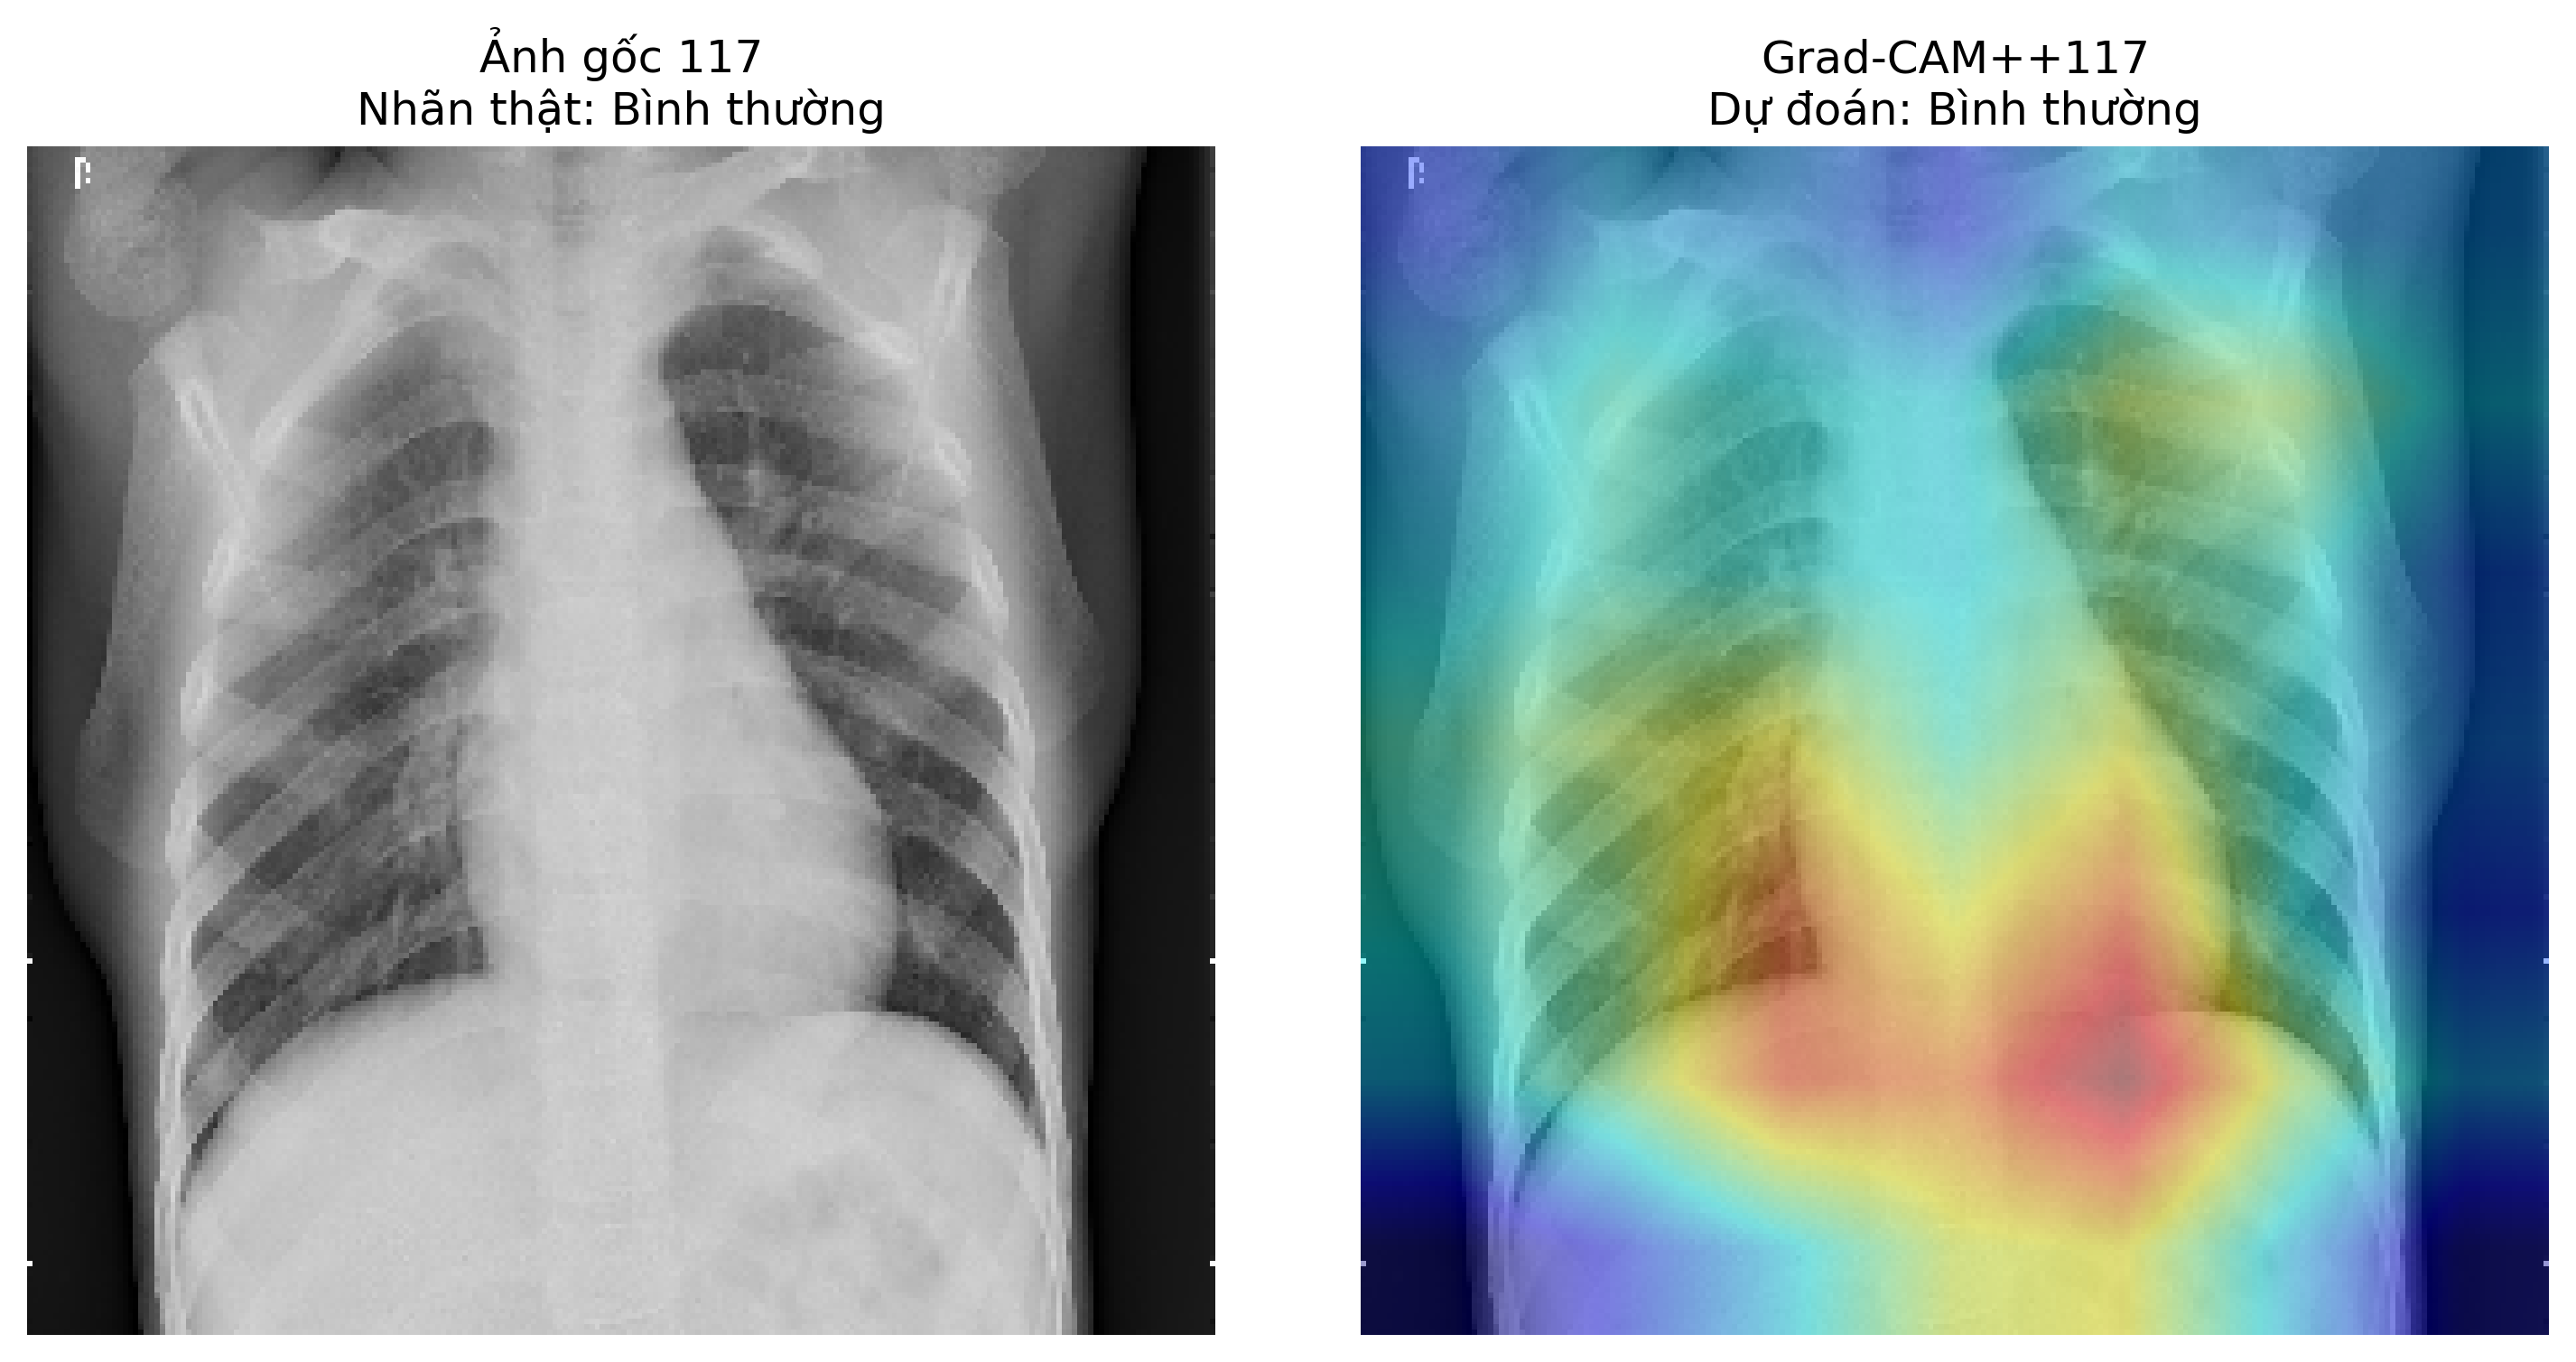 Ảnh gốc 117
Nhãn thật: Bình thường
Grad-CAM++117
Dự đoán: Bình thường